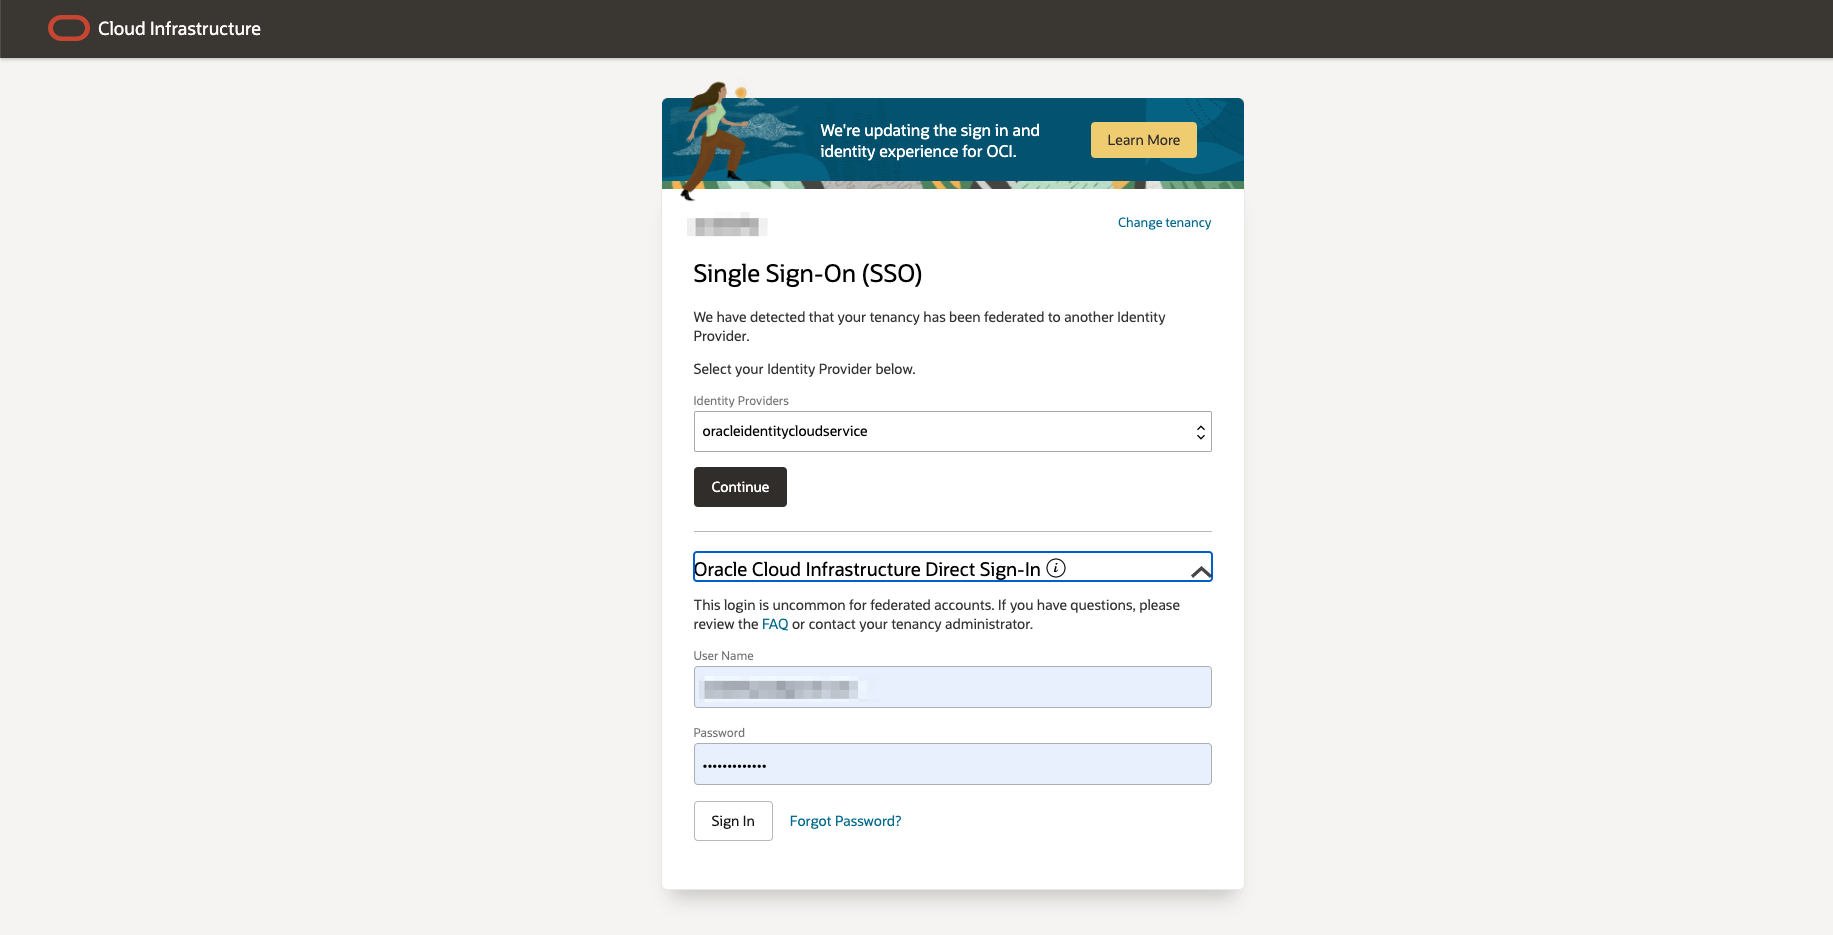 Cloud Infrastructure
We're updating the sign in and
identity experience for OCI.
Learn More
Change tenancy
Single Sign-On (SSO)
We have detected that your tenancy has been federated to another Identity
Provider.
Select your Identity Provider below.
Identity Providers
oracleidentitycloudservice
Continue
Oracle Cloud Infrastructure Direct Sign-In i
This login is uncommon for federated accounts. If you have questions, please
review the FAQ or contact your tenancy administrator.
User Name
Password
•••••••••••••
Sign In
Forgot Password?